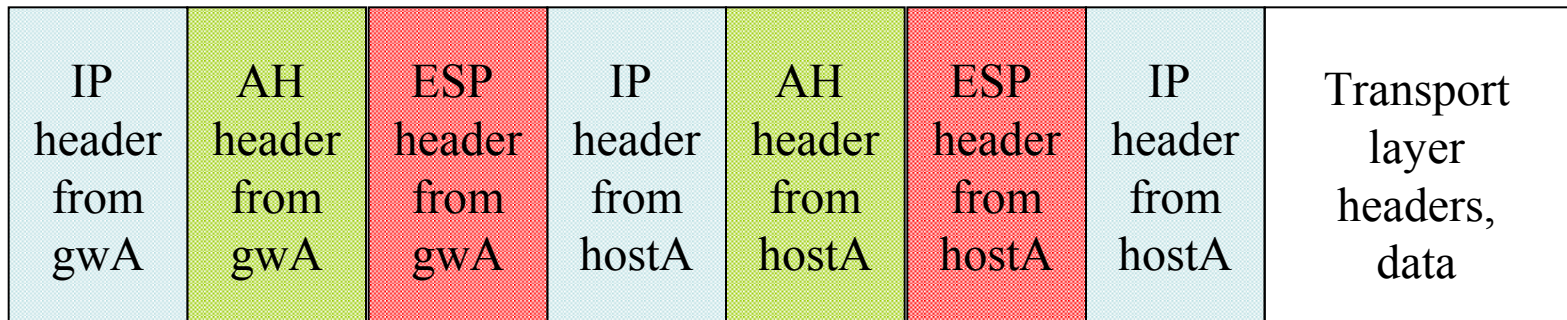 IP
header
from
gwA
AH
header
from
gwA
ESP
header
from
gwA
IP
header
from
hostA
AH
header
from
hostA
ESP
header
from
hostA
IP
header
from
hostA
Transport
layer
headers,
data